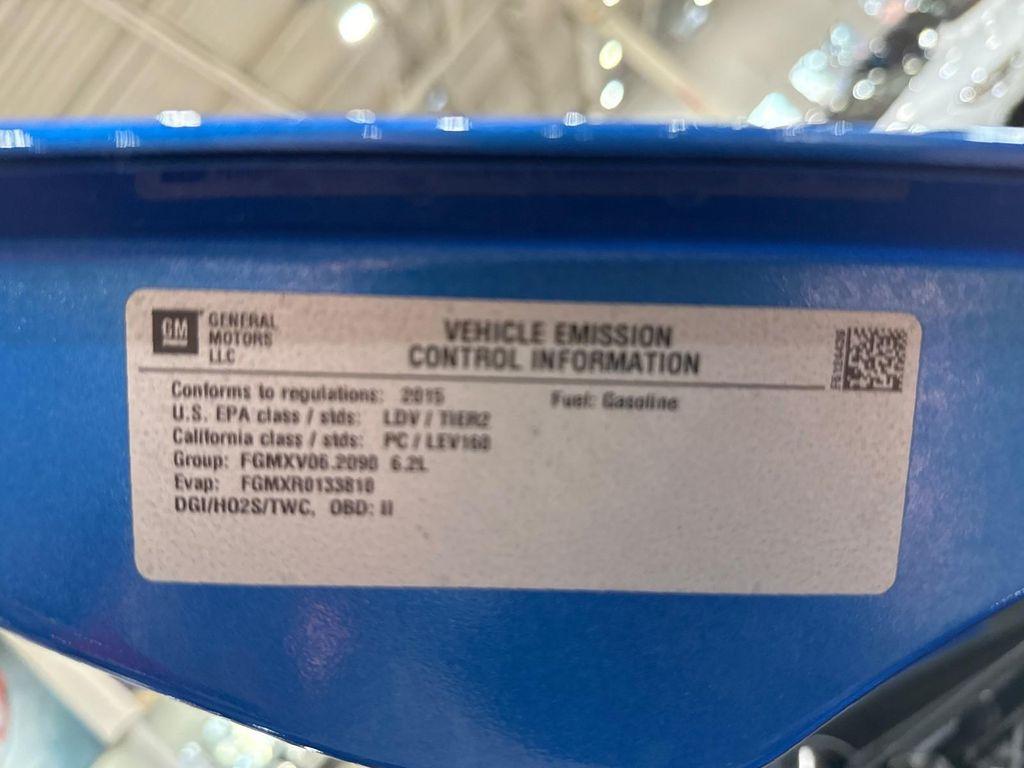 GM
GENERAL
MOTORS
LLC
VEHICLE EMISSION
CONTROL INFORMATION
Conforms to regulations: 2015
Fuel: Gasoline
U.S. EPA class / stds: LDV / TIER2
California class / stds: PC / LEV160
Group: FGMXV06.2090 6.2L
Evap: FGMXR0133810
DGI/HO2S/TWC, OBD: II